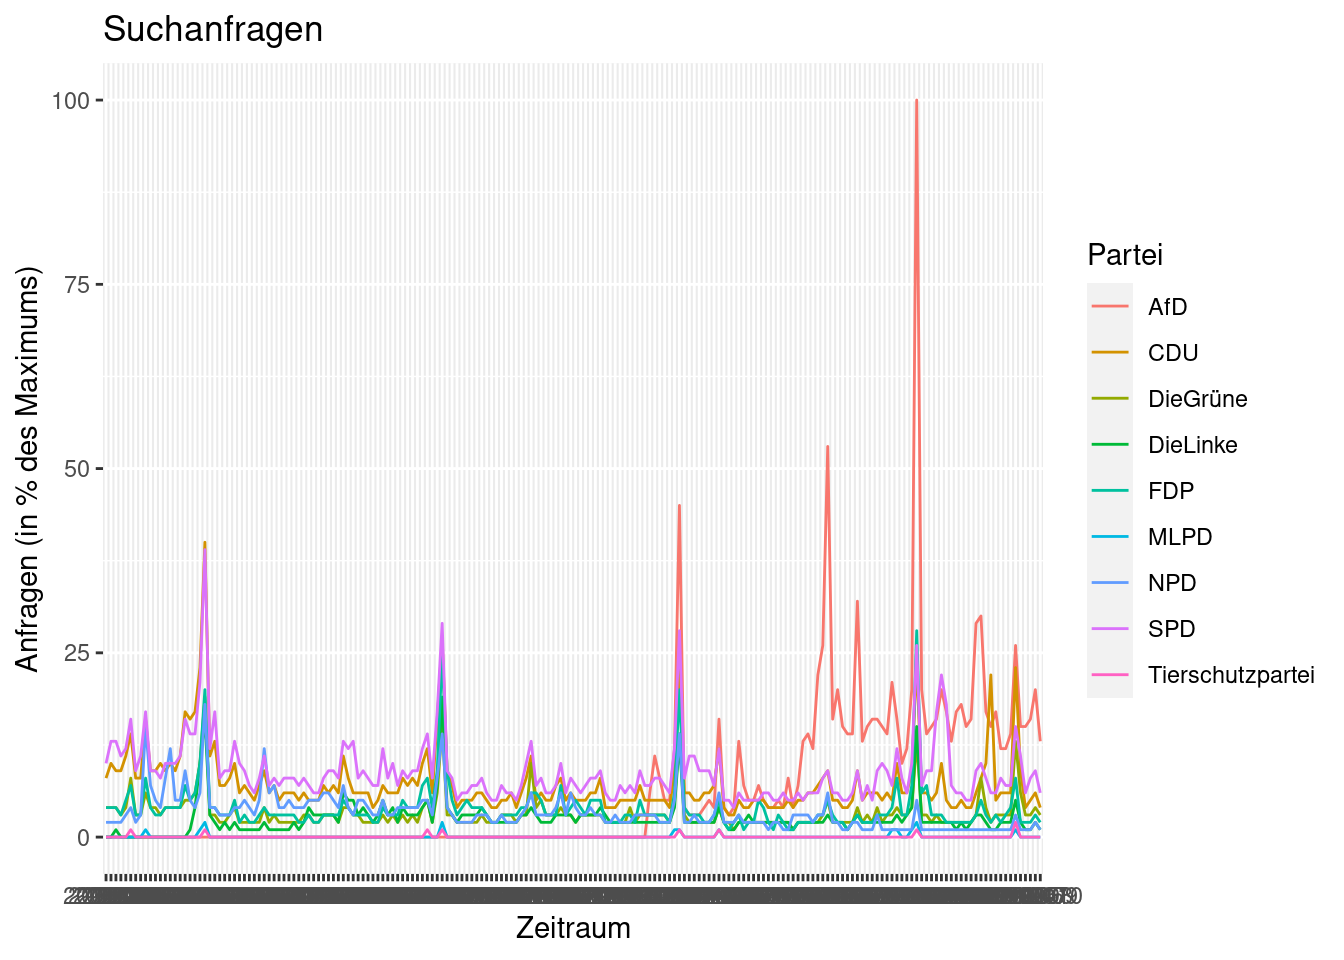 Suchanfragen
Anfragen (in % des Maximums)
100
75
50
25
0
Zeitraum
Partei
AfD
CDU
DieGrüne
DieLinke
FDP
MLPD
NPD
SPD
Tierschutzpartei